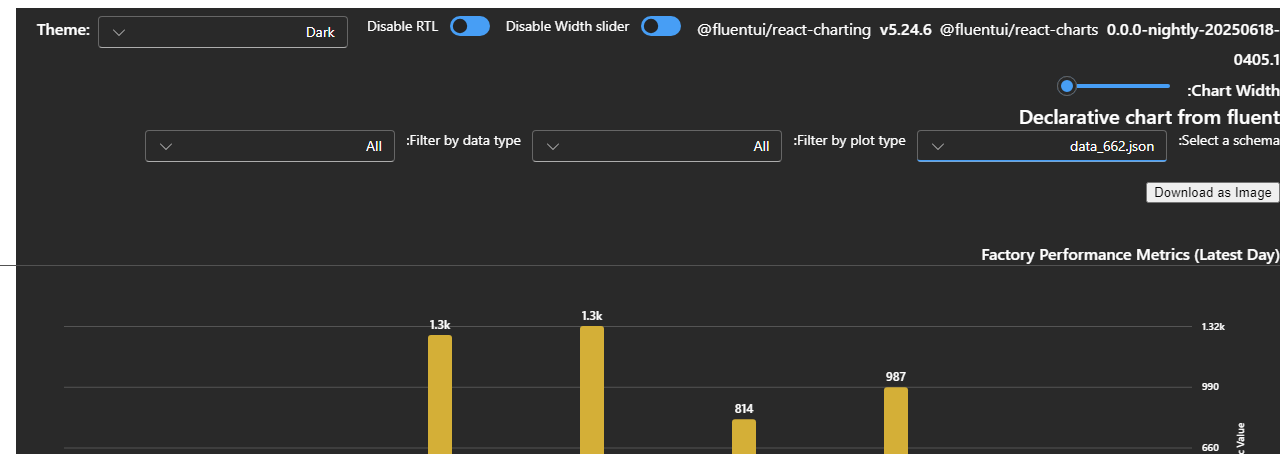 Theme: Dark Disable RTL Disable Width slider @fluentui/react-charting v5.24.6 @fluentui/react-charts 0.0.0-nightly-20250618-
0405.1
:Chart Width
Declarative chart from fluent
:Select a schema data_662.json :Filter by plot type All :Filter by data type All
Download as Image
Factory Performance Metrics (Latest Day)
1.3k
1.3k
1.32k
987
990
814
660
Value